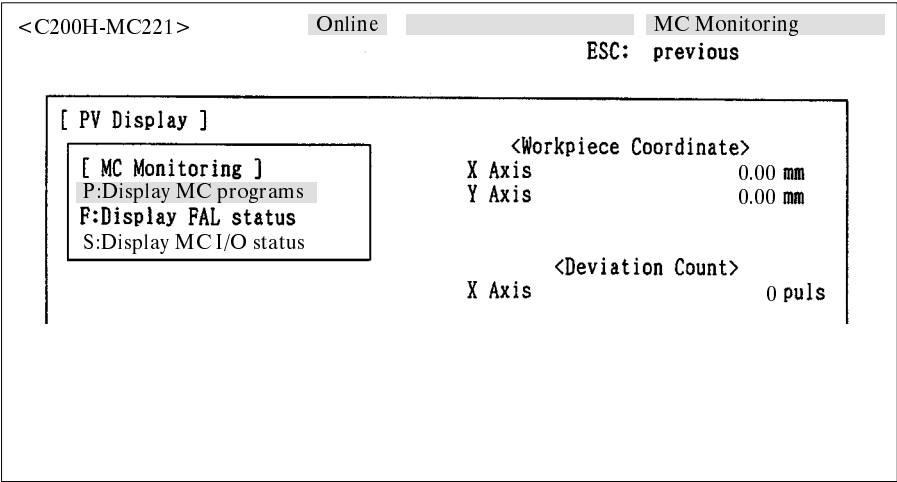 <C200H-MC221> Online MC Monitoring
ESC: previous
[ PV Display ]
[ MC Monitoring ]
P:Display MC programs
F:Display FAL status
S:Display MC I/O status
<Workpiece Coordinate>
X Axis 0.00 mm
Y Axis 0.00 mm
<Deviation Count>
X Axis 0 puls